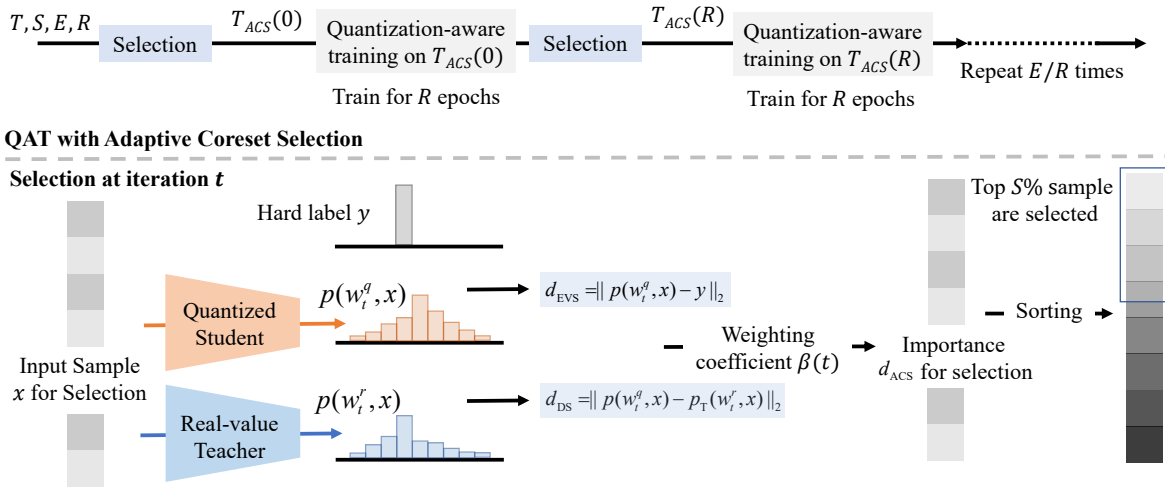 T, S, E, R
Selection
T_ACS(0)
Quantization-aware
training on T_ACS(0)
Train for R epochs
Selection
T_ACS(R)
Quantization-aware
training on T_ACS(R)
Train for R epochs
Repeat E/R times
QAT with Adaptive Coreset Selection
Selection at iteration t
Hard label y
Input Sample
x for Selection
Quantized
Student
p(w_t^q, x)
d_EVS =|| p(w_t^q, x) − y ||_2
Real-value
Teacher
p(w_t^r, x)
d_DS =|| p(w_t^q, x) − p_T(w_t^r, x) ||_2
Weighting
coefficient β(t)
Importance
d_ACS for selection
Sorting
Top S% sample
are selected